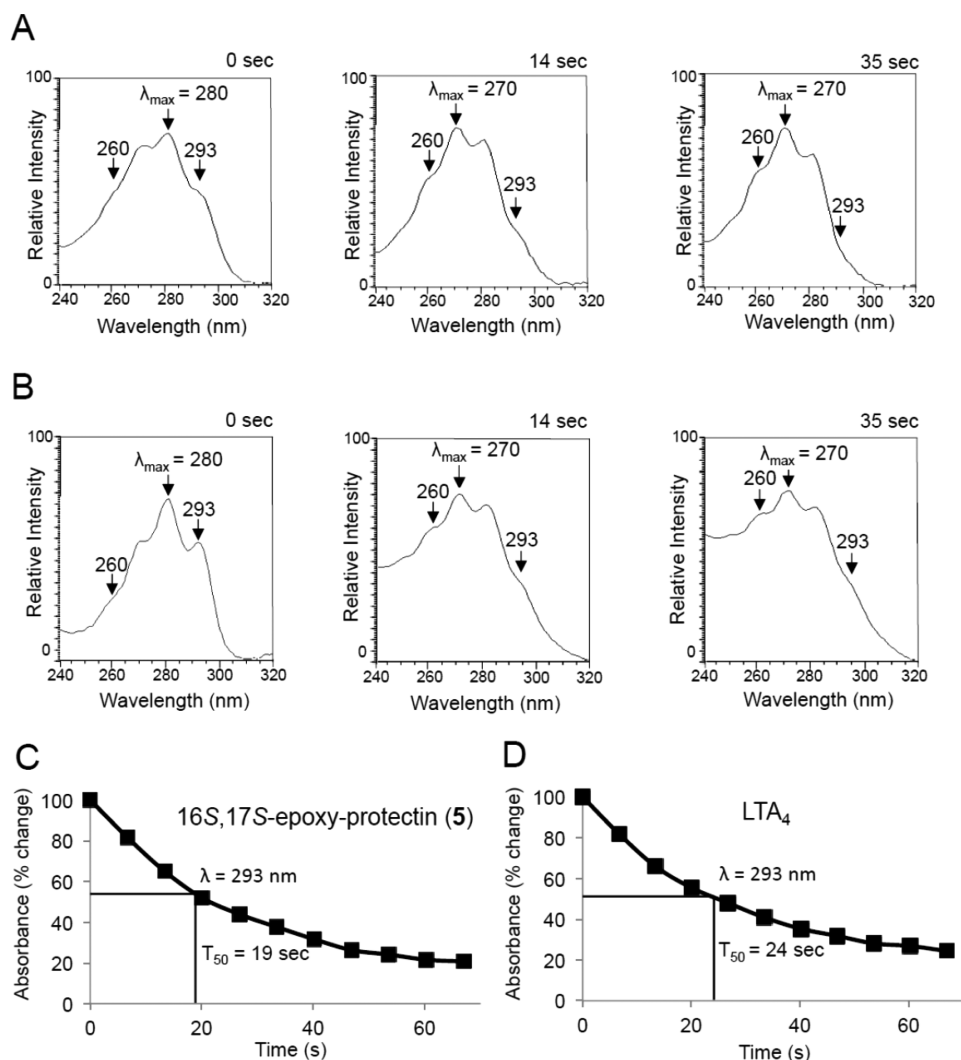 A
0 sec
100
λmax = 280
260
293
Relative Intensity
0
240 260 280 300 320
Wavelength (nm)
14 sec
100
λmax = 270
260
293
Relative Intensity
0
240 260 280 300 320
Wavelength (nm)
35 sec
100
λmax = 270
260
293
Relative Intensity
0
240 260 280 300 320
Wavelength (nm)
B
0 sec
100
λmax = 280
293
260
Relative Intensity
0
240 260 280 300 320
Wavelength (nm)
14 sec
100
λmax = 270
260
293
Relative Intensity
0
240 260 280 300 320
Wavelength (nm)
35 sec
100
λmax = 270
260
293
Relative Intensity
0
240 260 280 300 320
Wavelength (nm)
C
16S,17S-epoxy-protectin (5)
λ = 293 nm
T50 = 19 sec
Absorbance (% change)
100
80
60
40
20
0
0 20 40 60
Time (s)
D
LTA4
λ = 293 nm
T50 = 24 sec
Absorbance (% change)
100
80
60
40
20
0
0 20 40 60
Time (s)